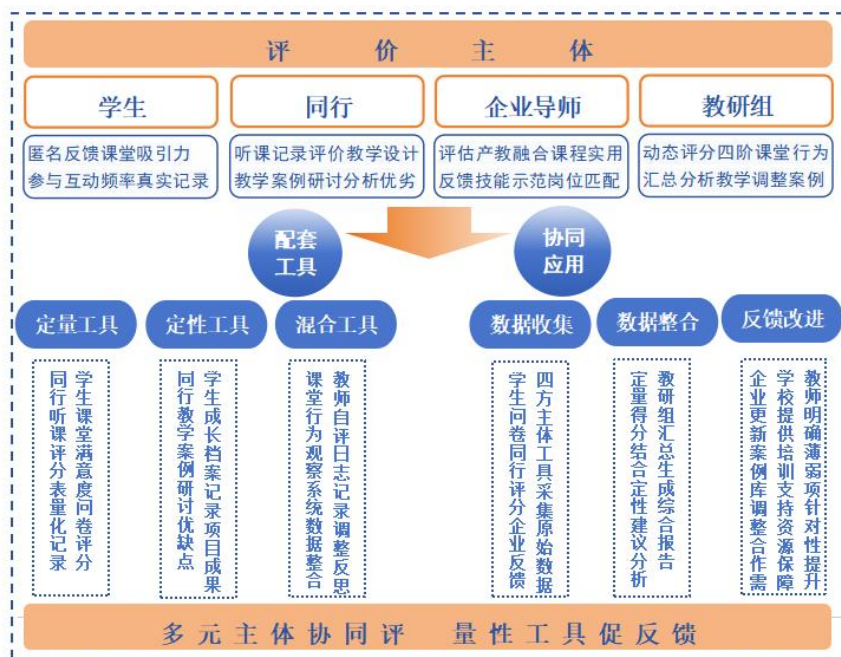 评 价 主 体
学生
同行
企业导师
教研组
匿名反馈课堂吸引力
参与互动频率真实记录
听课记录评价教学设计
教学案例研讨分析优劣
评估产教融合课程实用
反馈技能示范岗位匹配
动态评分四阶课堂行为
汇总分析教学调整案例
配套
工具
协同
应用
定量工具
定性工具
混合工具
数据收集
数据整合
反馈改进
学生课堂满意度问卷评分
同行听课评分表量化记录
学生成长档案记录项目成果
同行教学案例研讨优缺点
教师自评日志记录调整反思
课堂行为观察系统数据整合
四方主体工具采集原始数据
学生问卷同行评分企业反馈
教研组汇总生成综合报告
定量得分结合定性建议分析
教师明确薄弱项针对性提升
学校提供培训支持资源保障
企业更新案例库调整合作需
多元主体协同评 量性工具促反馈